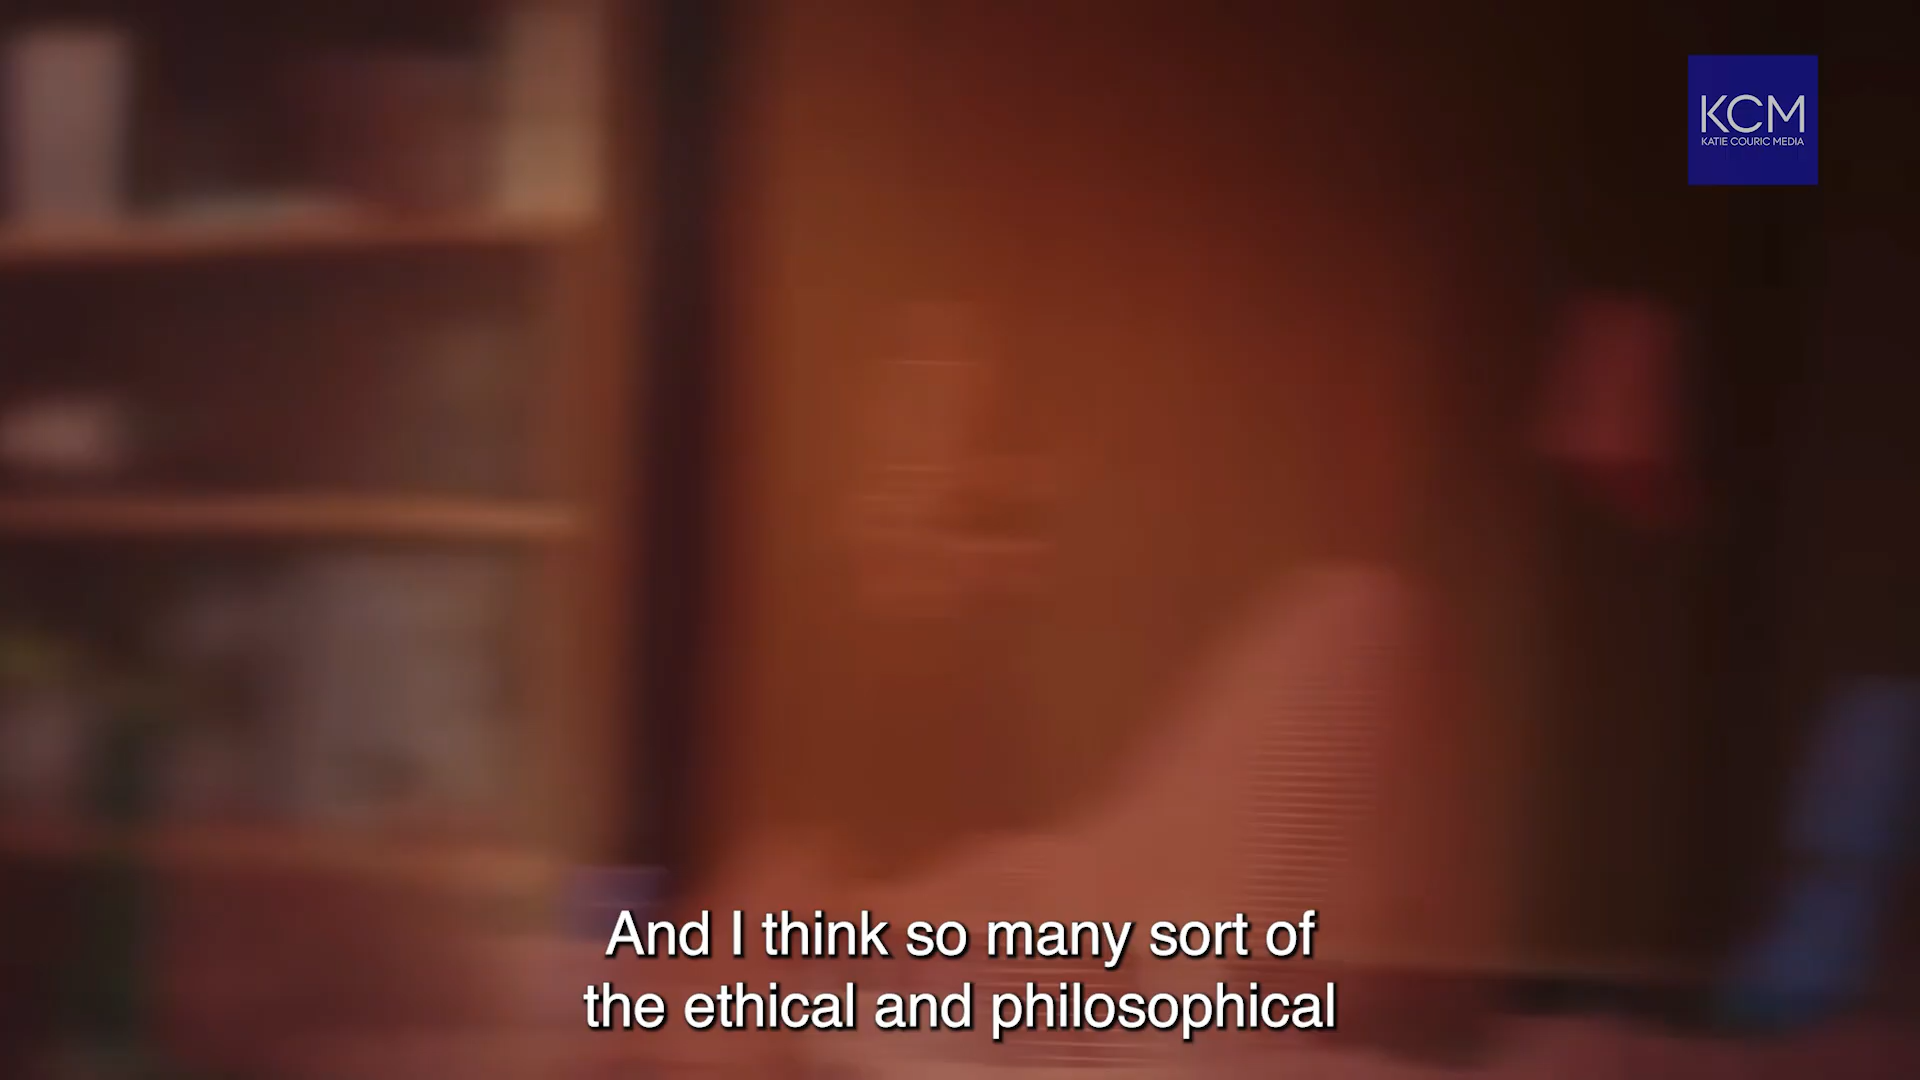 KCM
KATIE COURIC MEDIA
And I think so many sort of
the ethical and philosophical